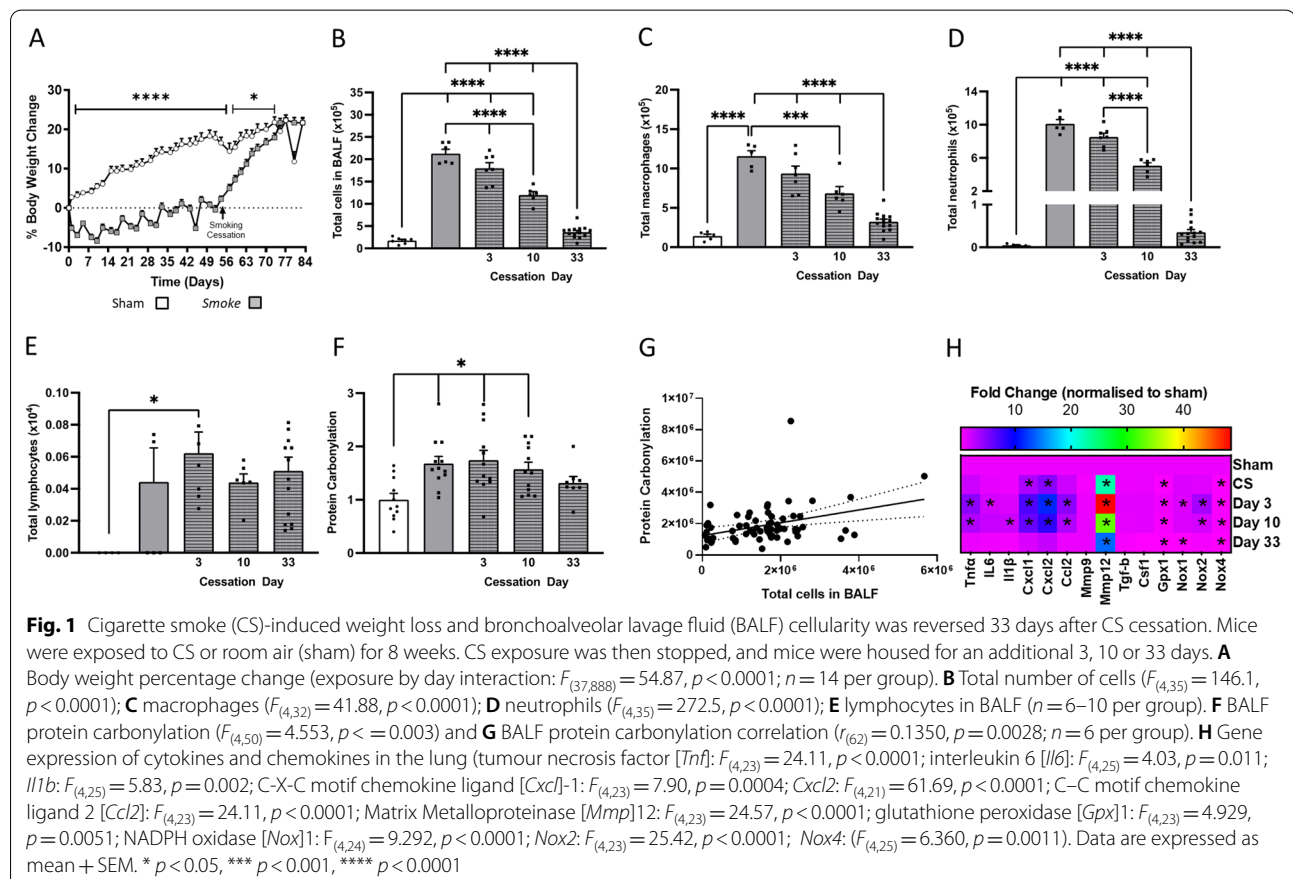 A
B
C
D
****
*
% Body Weight Change
30
20
10
0
-10
Smoking
Cessation
0 7 14 21 28 35 42 49 56 63 70 77 84
Time (Days)
Sham
Smoke
****
****
****
Total cells in BALF (x10⁵)
35
30
25
20
15
10
5
0
3 10 33
Cessation Day
****
****
***
Total macrophages (x10⁵)
20
15
10
5
0
3 10 33
Cessation Day
****
****
****
Total neutrophils (x10⁵)
14
10
6
2
1
0
3 10 33
Cessation Day
E
F
G
H
*
Total lymphocytes (x10⁴)
0.10
0.08
0.06
0.04
0.02
0.00
3 10 33
Cessation Day
*
Protein Carbonylation
3
2
1
0
3 10 33
Cessation Day
Protein Carbonylation
1×10⁷
8×10⁶
6×10⁶
4×10⁶
2×10⁶
0
0 2×10⁶ 4×10⁶ 6×10⁶
Total cells in BALF
Fold Change (normalised to sham)
10 20 30 40
Sham
* * * * * CS
* * * * * * * * * * Day 3
* * * * * * * * * Day 10
* * * * Day 33
Tnfα IL6 Il1β Cxcl1 Cxcl2 Ccl2 Mmp9 Mmp12 Tgf-b Csf1 Gpx1 Nox1 Nox2 Nox4
Fig. 1 Cigarette smoke (CS)-induced weight loss and bronchoalveolar lavage fluid (BALF) cellularity was reversed 33 days after CS cessation. Mice
were exposed to CS or room air (sham) for 8 weeks. CS exposure was then stopped, and mice were housed for an additional 3, 10 or 33 days. A
Body weight percentage change (exposure by day interaction: F(37,888) = 54.87, p < 0.0001; n = 14 per group). B Total number of cells (F(4,35) = 146.1,
p < 0.0001); C macrophages (F(4,32) = 41.88, p < 0.0001); D neutrophils (F(4,35) = 272.5, p < 0.0001); E lymphocytes in BALF (n = 6–10 per group). F BALF
protein carbonylation (F(4,50) = 4.553, p < = 0.003) and G BALF protein carbonylation correlation (r(62) = 0.1350, p = 0.0028; n = 6 per group). H Gene
expression of cytokines and chemokines in the lung (tumour necrosis factor [Tnf]: F(4,23) = 24.11, p < 0.0001; interleukin 6 [Il6]: F(4,25) = 4.03, p = 0.011;
Il1b: F(4,25) = 5.83, p = 0.002; C-X-C motif chemokine ligand [Cxcl]-1: F(4,23) = 7.90, p = 0.0004; Cxcl2: F(4,21) = 61.69, p < 0.0001; C–C motif chemokine
ligand 2 [Ccl2]: F(4,23) = 24.11, p < 0.0001; Matrix Metalloproteinase [Mmp]12: F(4,23) = 24.57, p < 0.0001; glutathione peroxidase [Gpx]1: F(4,23) = 4.929,
p = 0.0051; NADPH oxidase [Nox]1: F(4,24) = 9.292, p < 0.0001; Nox2: F(4,23) = 25.42, p < 0.0001; Nox4: (F(4,25) = 6.360, p = 0.0011). Data are expressed as
mean + SEM. * p < 0.05, *** p < 0.001, **** p < 0.0001